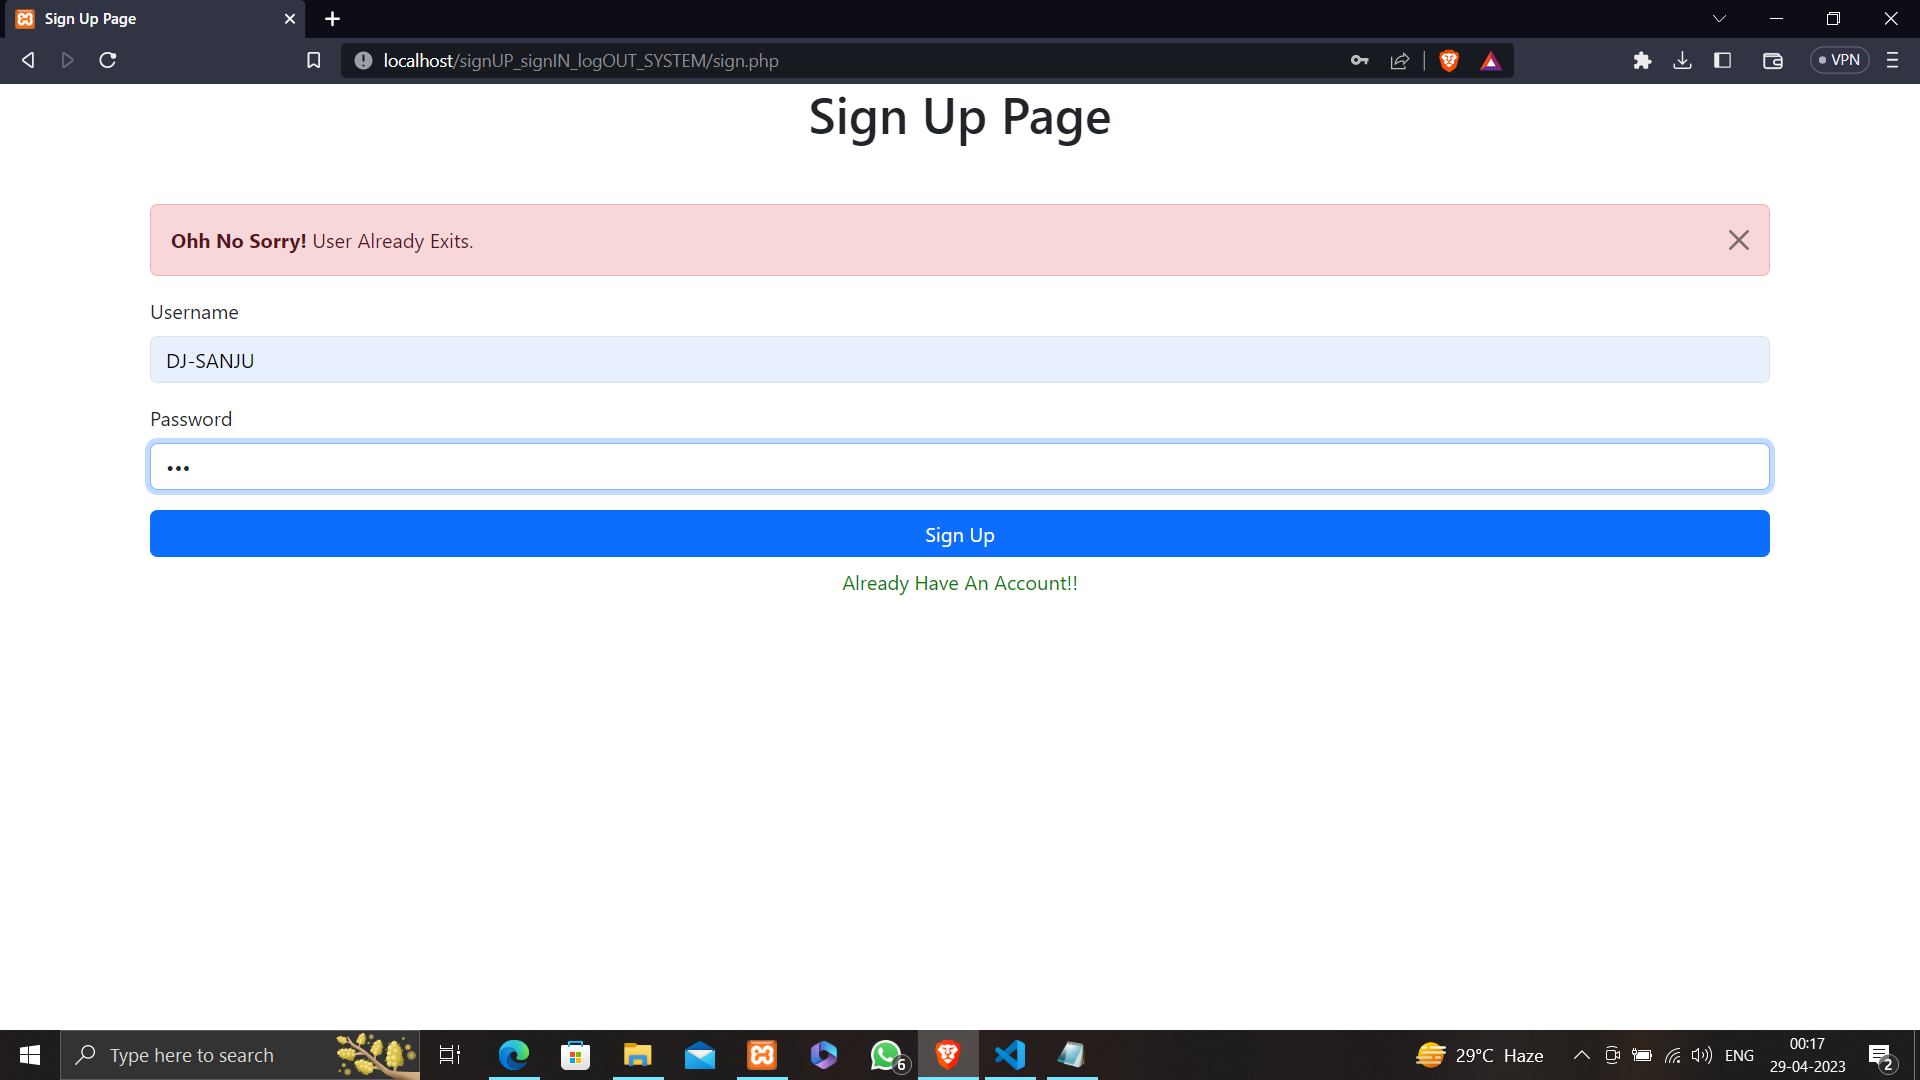 Sign Up Page
localhost/signUP_signIN_logOUT_SYSTEM/sign.php
VPN
Sign Up Page
Ohh No Sorry! User Already Exits.
Username
DJ-SANJU
Password
•••
Sign Up
Already Have An Account!!
Type here to search
6
29°C Haze
ENG
00:17
29-04-2023
2